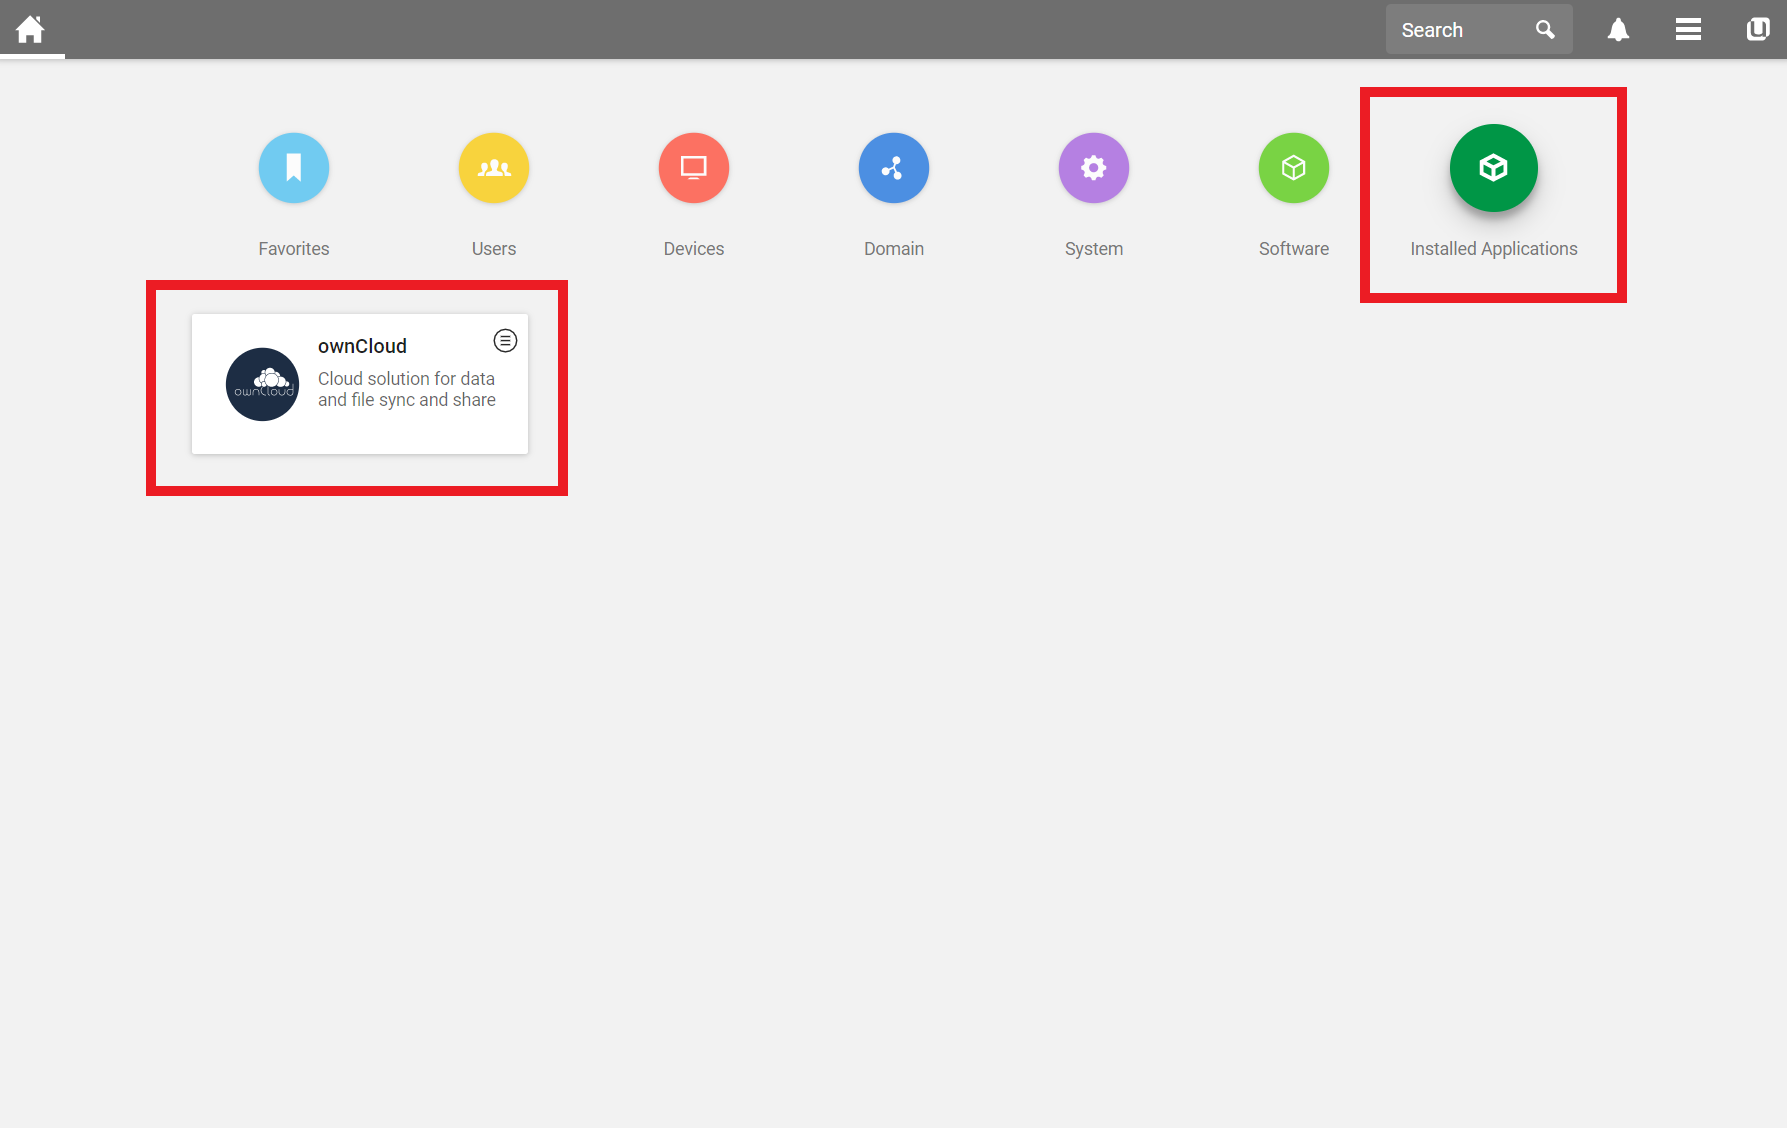 Search
Favorites
Users
Devices
Domain
System
Software
Installed Applications
ownCloud
ownCloud
Cloud solution for data
and file sync and share